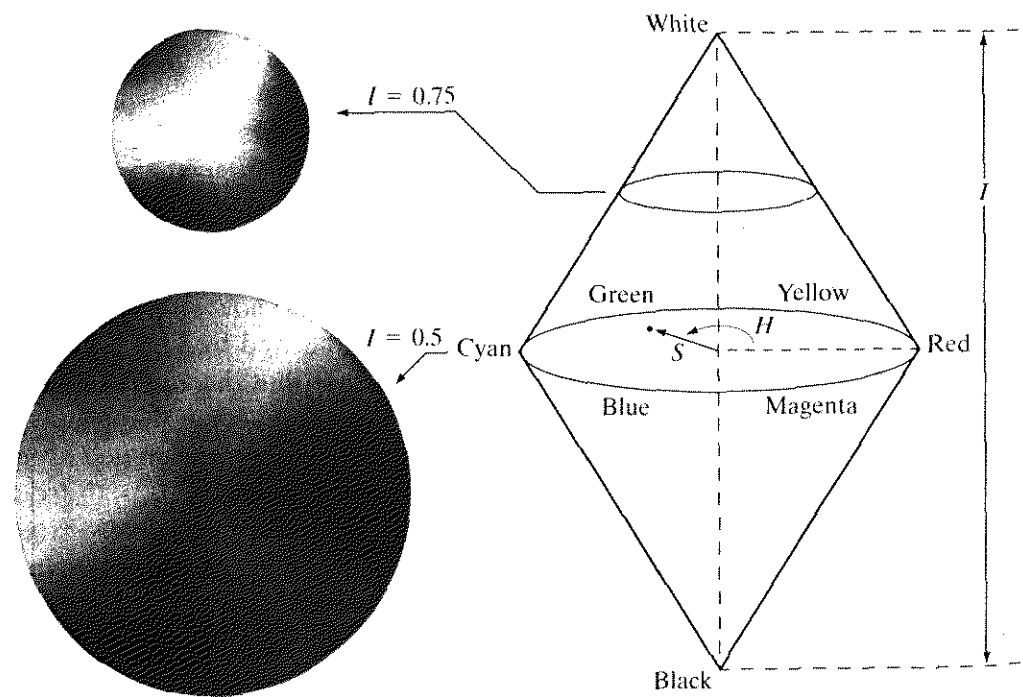 White
I = 0.75
I
Green Yellow
H
I = 0.5 Cyan S Red
Blue Magenta
Black